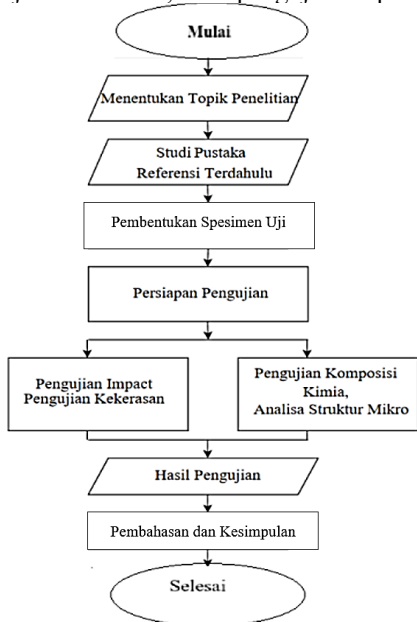 Mulai
Menentukan Topik Penelitian
Studi Pustaka
Referensi Terdahulu
Pembentukan Spesimen Uji
Persiapan Pengujian
Pengujian Impact
Pengujian Kekerasan
Pengujian Komposisi
Kimia,
Analisa Struktur Mikro
Hasil Pengujian
Pembahasan dan Kesimpulan
Selesai